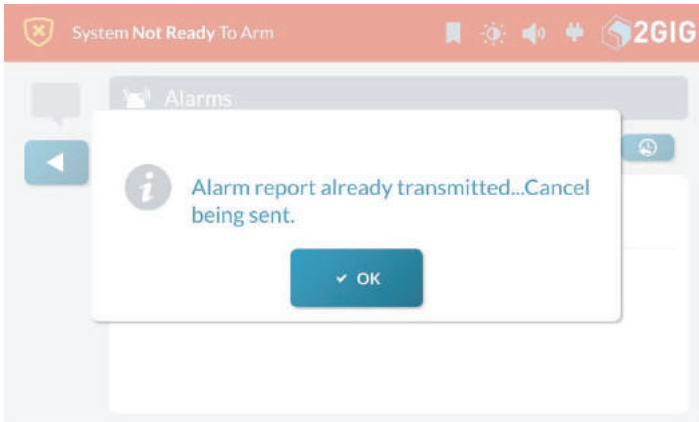 System Not Ready To Arm
2GIG
Alarms
Alarm report already transmitted...Cancel
being sent.
OK